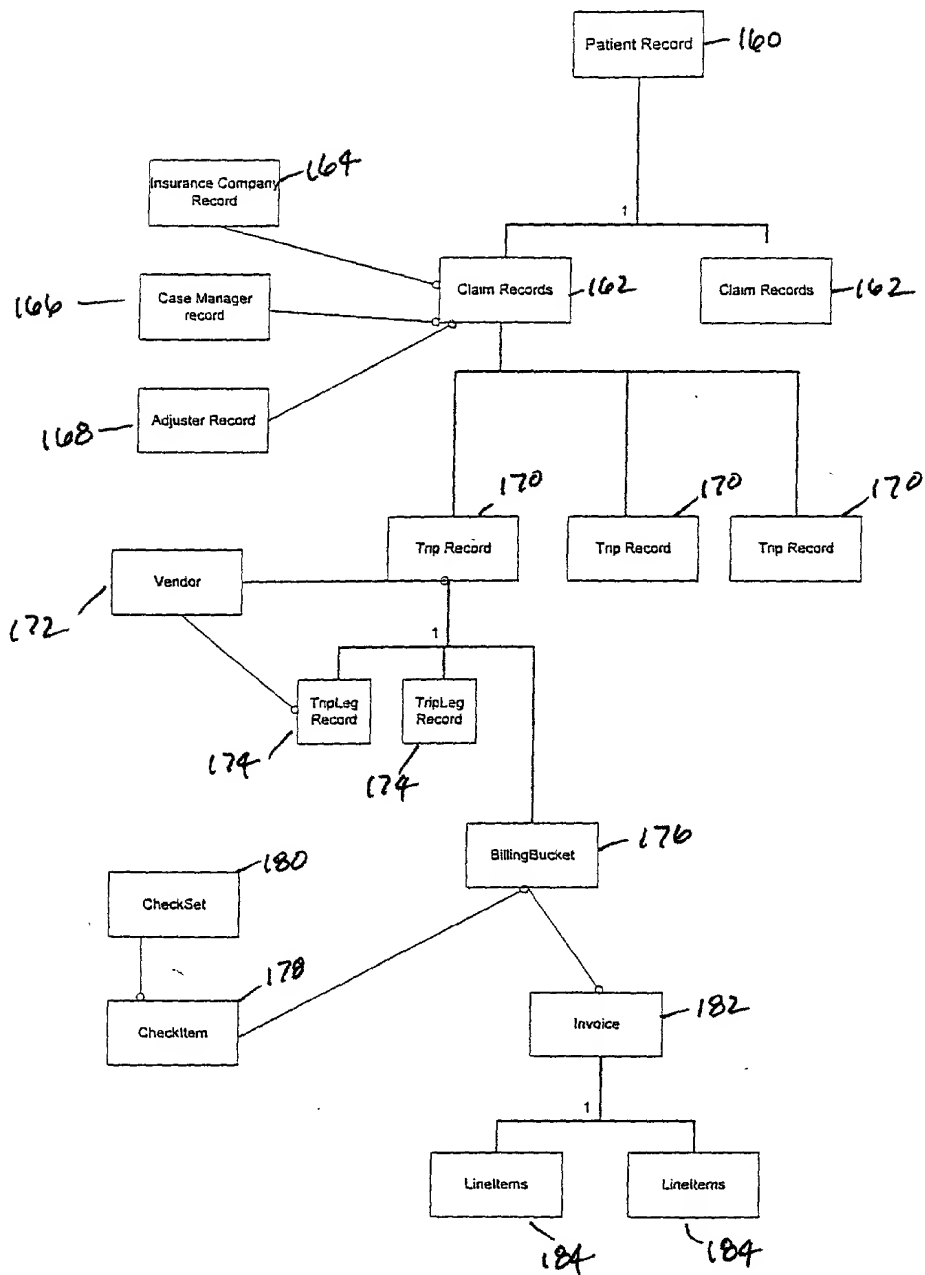 Patient Record
160
Insurance Company
Record
164
1
Case Manager
record
166
Claim Records
162
Claim Records
162
Adjuster Record
168
170
170
170
Trip Record
Trip Record
Trip Record
Vendor
172
1
TripLeg
Record
TripLeg
Record
174
174
BillingBucket
176
180
CheckSet
178
CheckItem
Invoice
182
1
LineItems
LineItems
184
184